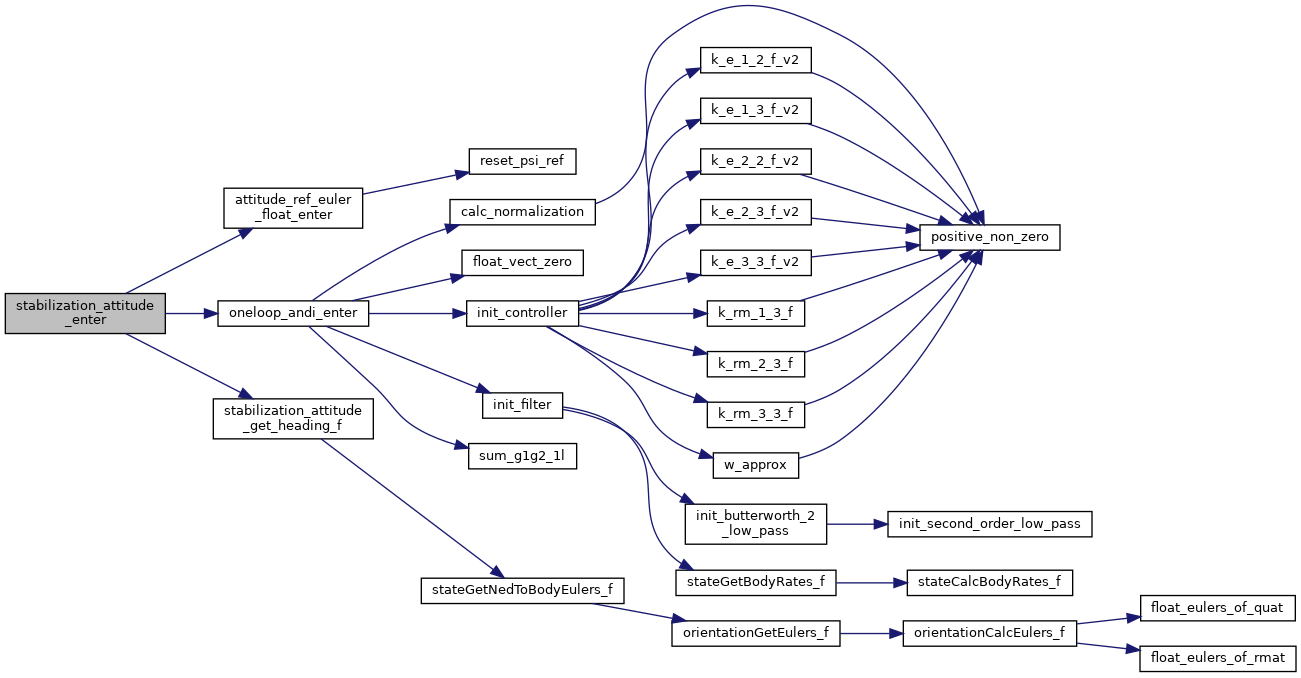 stabilization_attitude
_enter
attitude_ref_euler
_float_enter
reset_psi_ref
oneloop_andi_enter
calc_normalization
float_vect_zero
init_controller
init_filter
sum_g1g2_1l
k_e_1_2_f_v2
k_e_1_3_f_v2
k_e_2_2_f_v2
k_e_2_3_f_v2
k_e_3_3_f_v2
k_rm_1_3_f
k_rm_2_3_f
k_rm_3_3_f
w_approx
positive_non_zero
init_butterworth_2
_low_pass
init_second_order_low_pass
stateGetBodyRates_f
stateCalcBodyRates_f
stabilization_attitude
_get_heading_f
stateGetNedToBodyEulers_f
orientationGetEulers_f
orientationCalcEulers_f
float_eulers_of_quat
float_eulers_of_rmat